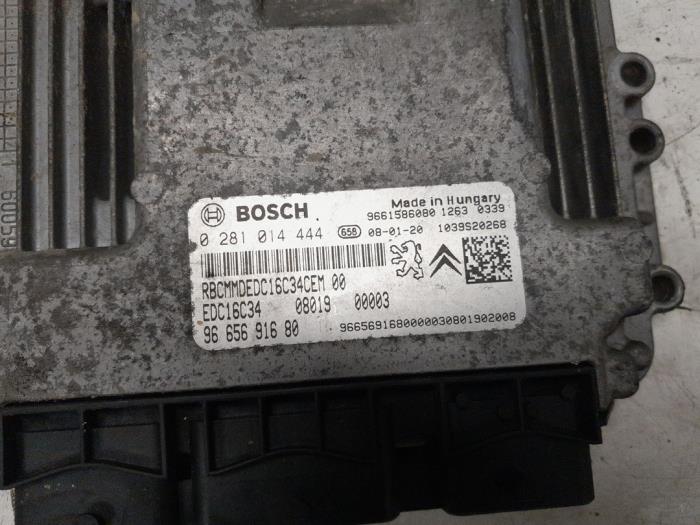 BOSCH
Made in Hungary
9661586080 1263 0339
0 281 014 444 658 08-01-20 1039S20268
RBCMMDEDC16C34CEM 00
EDC16C34 08019 00003
96 656 916 80 9665691680000030801902008